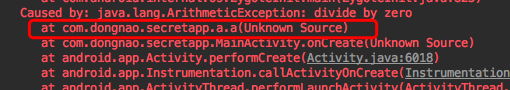 Caused by: java.lang.ArithmeticException: divide by zero
at com.dongnao.secretapp.a.a(Unknown Source)
at com.dongnao.secretapp.MainActivity.onCreate(Unknown Source)
at android.app.Activity.performCreate(Activity.java:6018)
at android.app.Instrumentation.callActivityOnCreate(Instrumentation
at android.app.ActivityThread.performLaunchActivity(ActivityThread